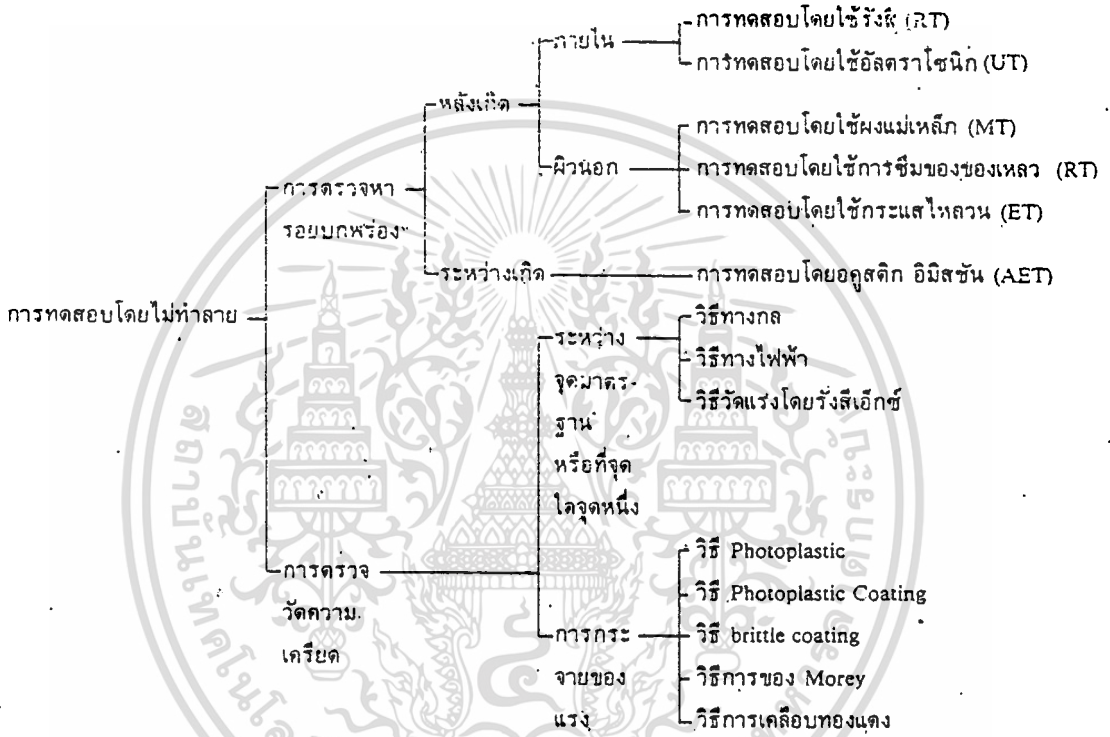 ภายใน
การทดสอบโดยใช้รังสี (RT)
การทดสอบโดยใช้อัลตราโซนิก (UT)
หลังเกิด
ผิวนอก
การทดสอบโดยใช้ผงแม่เหล็ก (MT)
การทดสอบโดยใช้การซึมของของเหลว (RT)
การทดสอบโดยใช้กระแสไหลวน (ET)
การตรวจหา
รอยบกพร่อง
ระหว่างเกิด
การทดสอบโดยอคูสติก อิมิสชัน (AET)
การทดสอบโดยไม่ทำลาย
ระหว่าง
จุดมาตร-
ฐาน
หรือที่จุด
ใดจุดหนึ่ง
วิธีทางกล
วิธีทางไฟฟ้า
วิธีวัดแรงโดยรังสีเอ็กซ์
การตรวจ
วัดความ
เครียด
การกระ
จายของ
แรง
วิธี Photoplastic
วิธี Photoplastic Coating
วิธี brittle coating
วิธีการของ Morey
วิธีการเคลือบทองแดง